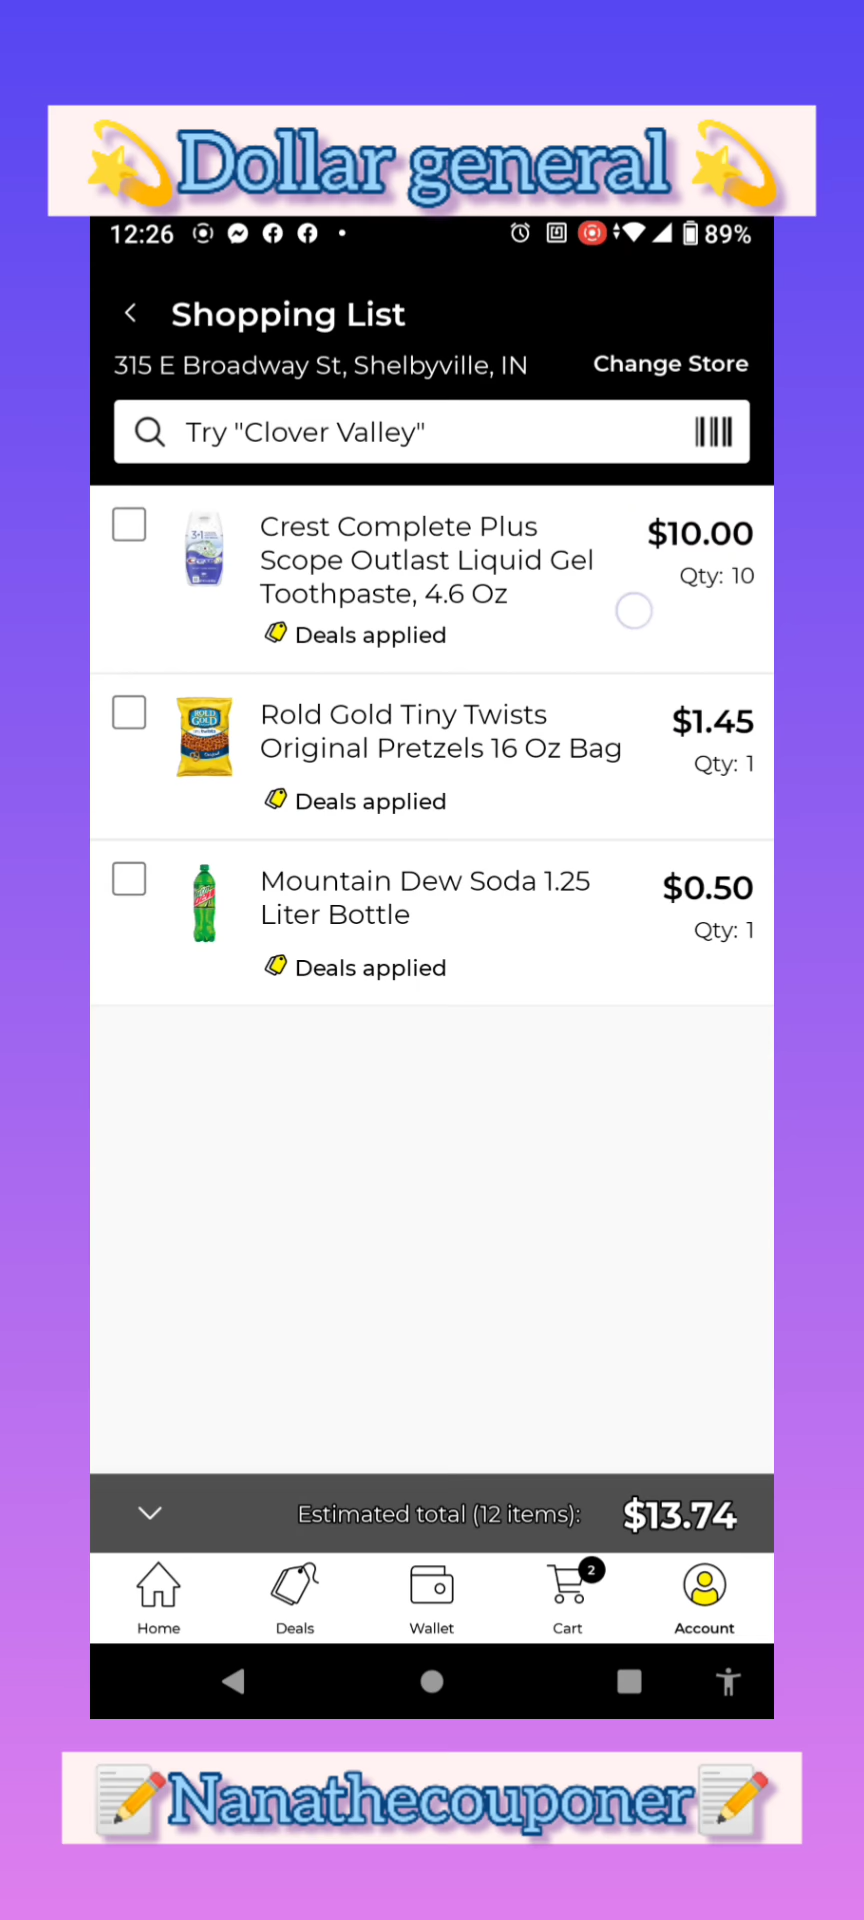 Dollar general
12:26
89%
Shopping List
315 E Broadway St, Shelbyville, IN
Change Store
Try "Clover Valley"
Crest Complete Plus
Scope Outlast Liquid Gel
Toothpaste, 4.6 Oz
$10.00
Qty: 10
Deals applied
Rold Gold Tiny Twists
Original Pretzels 16 Oz Bag
$1.45
Qty: 1
Deals applied
Mountain Dew Soda 1.25
Liter Bottle
$0.50
Qty: 1
Deals applied
Estimated total (12 items):
$13.74
2
Home
Deals
Wallet
Cart
Account
Nanathecouponer